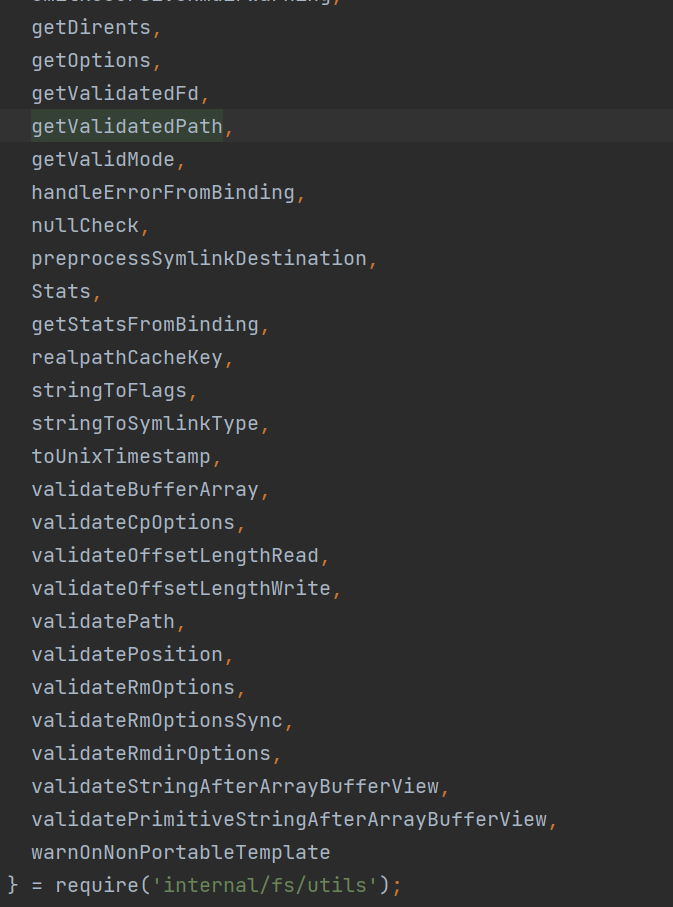 getDirents,
getOptions,
getValidatedFd,
getValidatedPath,
getValidMode,
handleErrorFromBinding,
nullCheck,
preprocessSymlinkDestination,
Stats,
getStatsFromBinding,
realpathCacheKey,
stringToFlags,
stringToSymlinkType,
toUnixTimestamp,
validateBufferArray,
validateCpOptions,
validateOffsetLengthRead,
validateOffsetLengthWrite,
validatePath,
validatePosition,
validateRmOptions,
validateRmOptionsSync,
validateRmdirOptions,
validateStringAfterArrayBufferView,
validatePrimitiveStringAfterArrayBufferView,
warnOnNonPortableTemplate
} = require('internal/fs/utils');